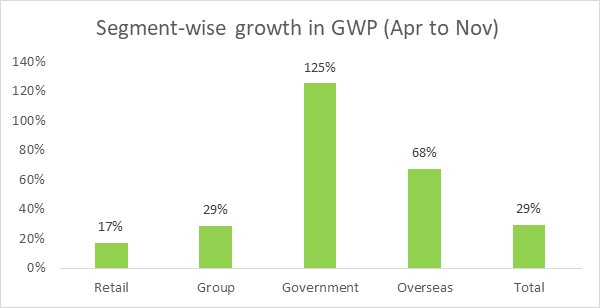 Segment-wise growth in GWP (Apr to Nov)
140%
120%
100%
80%
60%
40%
20%
0%
17%
29%
125%
68%
29%
Retail
Group
Government
Overseas
Total